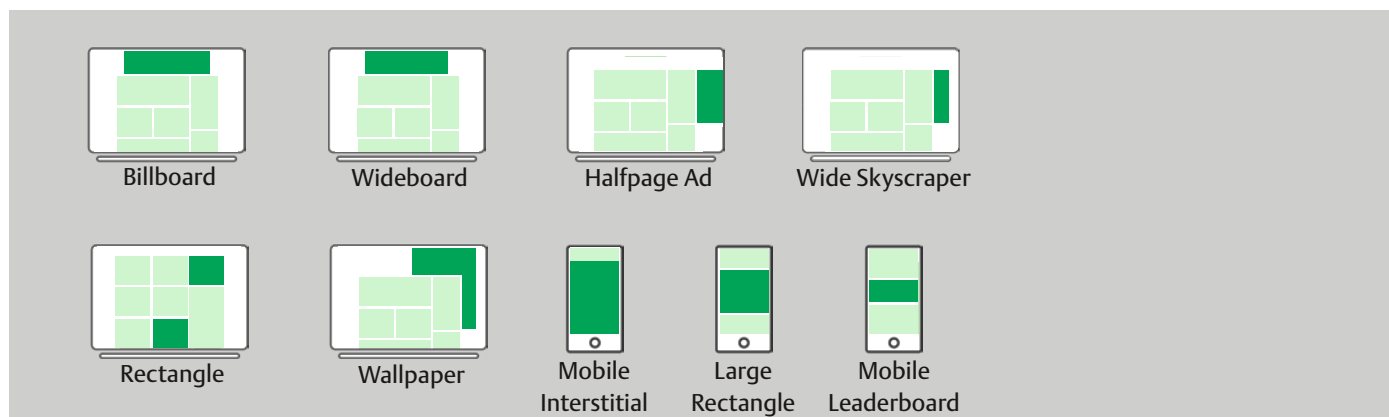 Billboard
Wideboard
Halfpage Ad
Wide Skyscraper
Rectangle
Wallpaper
Mobile
Interstitial
Large
Rectangle
Mobile
Leaderboard